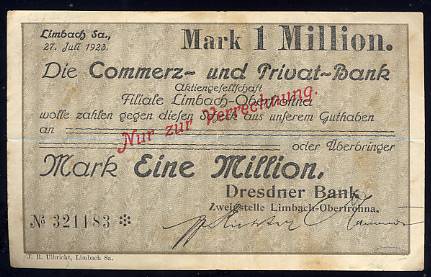 Limbach Sa.,
27. Juli 1923.
Mark 1 Million.
Die Commerz- und Privat-Bank
Aktiengesellschaft
Filiale Limbach-Oberfrohna
wolle zahlen gegen diesen Scheck aus unserem Guthaben
Nur zur Verrechnung.
an
oder Überbringer
Mark Eine Million.
Dresdner Bank
Zweigstelle Limbach-Oberfrohna.
№ 321183 ✻
J. R. Ulbricht, Limbach Sa.